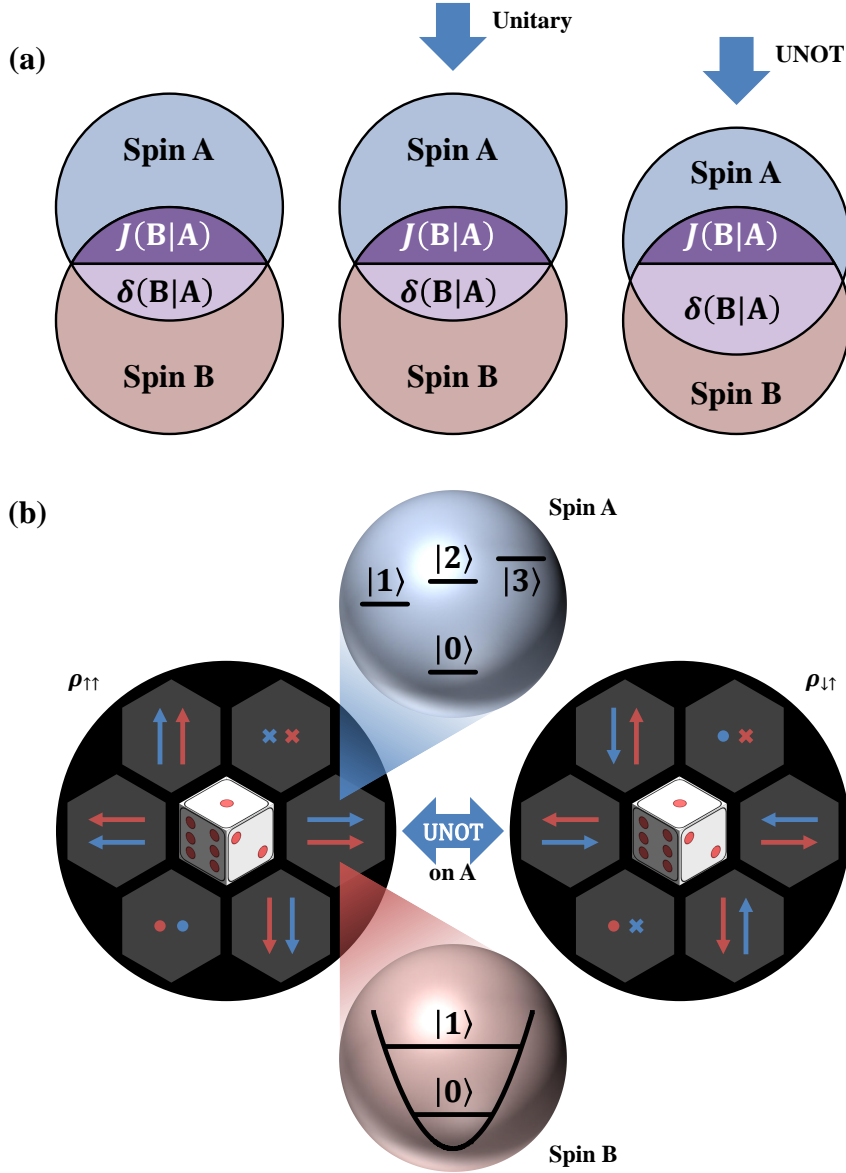 Unitary
UNOT
(a)
Spin A
J(B|A)
δ(B|A)
Spin B
Spin A
J(B|A)
δ(B|A)
Spin B
Spin A
J(B|A)
δ(B|A)
Spin B
(b)
Spin A
|1⟩
|2⟩
|3⟩
|0⟩
ρ↑↑
ρ↓↑
UNOT
on A
|1⟩
|0⟩
Spin B